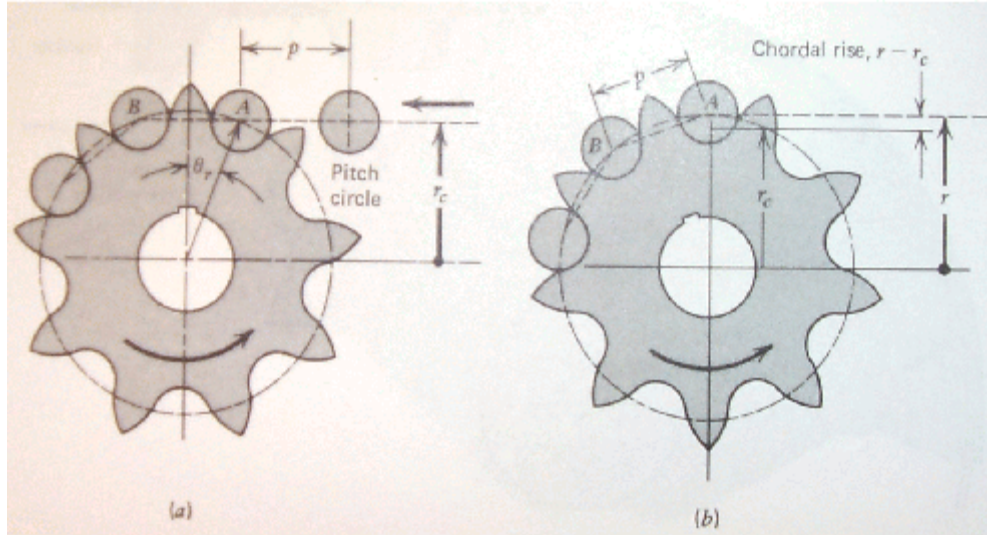 p
B
A
θr
Pitch
circle
rc
(a)
Chordal rise, r − rc
p
A
B
rc
r
(b)